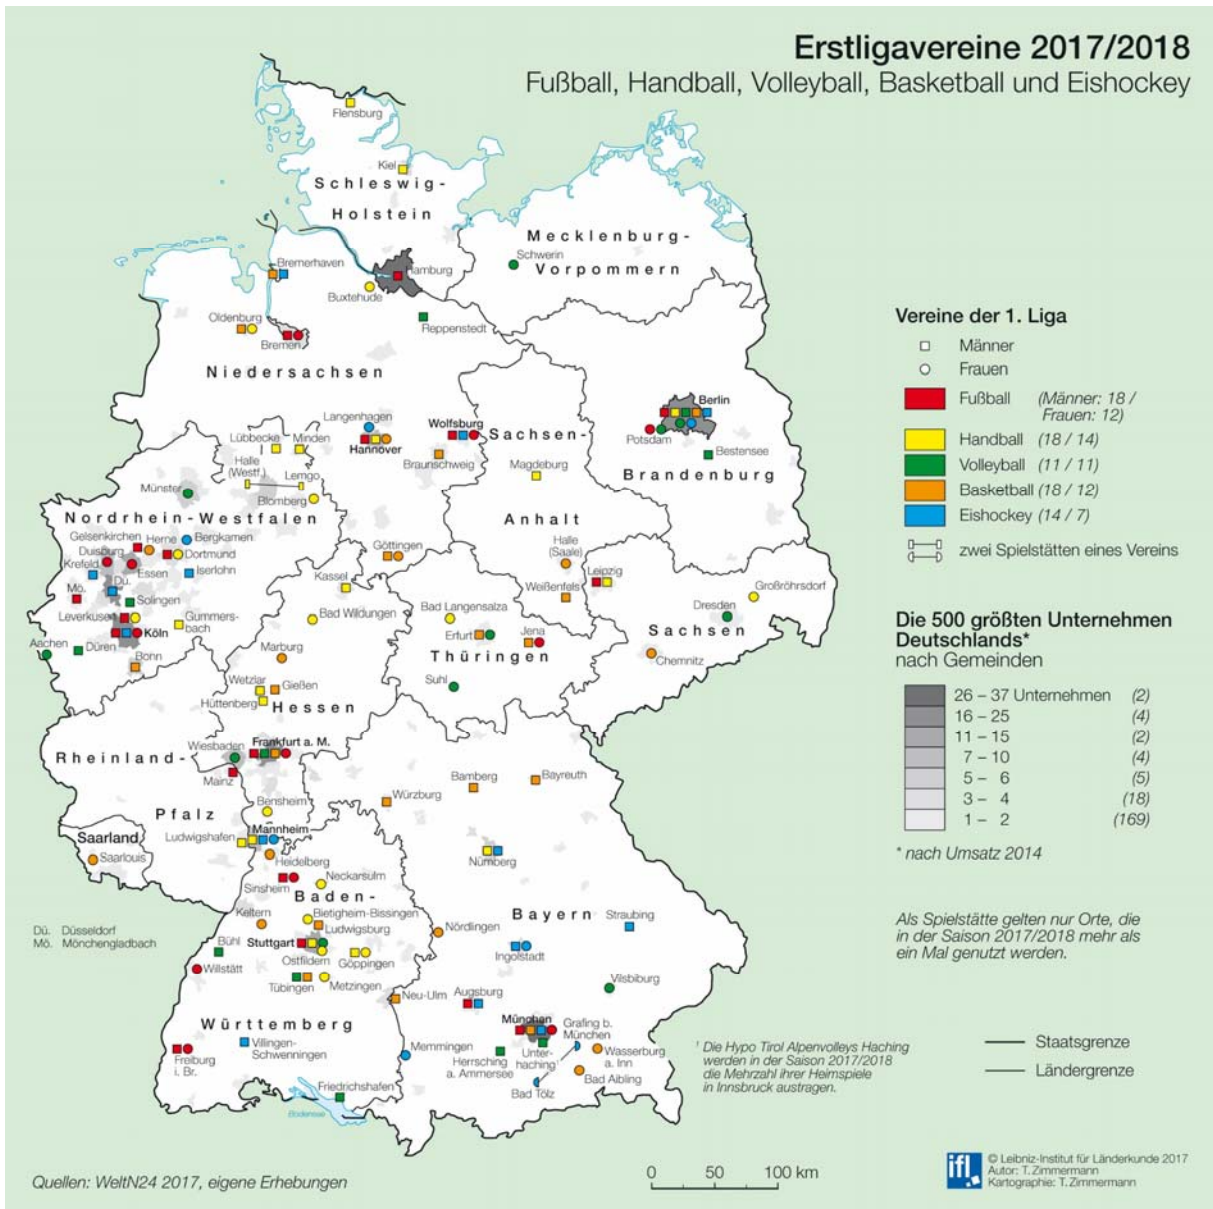 Erstligavereine 2017/2018
Fußball, Handball, Volleyball, Basketball und Eishockey
Flensburg
Kiel
Schleswig-
Holstein
Mecklenburg-
Vorpommern
Schwerin
Bremerhaven
Hamburg
Buxtehude
Oldenburg
Reppenstedt
Bremen
Niedersachsen
Langenhagen
Wolfsburg
Hannover
Braunschweig
Lübbecke
Minden
Halle
(Westf.)
Lemgo
Blomberg
Münster
Sachsen-
Anhalt
Magdeburg
Berlin
Potsdam
Bestensee
Brandenburg
Nordrhein-Westfalen
Gelsenkirchen
Herne
Bergkamen
Duisburg
Dortmund
Krefeld
Essen
Iserlohn
Dü.
Mö.
Solingen
Leverkusen
Gummers-
bach
Köln
Aachen
Düren
Bonn
Göttingen
Kassel
Halle
(Saale)
Weißenfels
Leipzig
Großröhrsdorf
Dresden
Sachsen
Chemnitz
Bad Wildungen
Bad Langensalza
Erfurt
Jena
Thüringen
Suhl
Marburg
Wetzlar
Gießen
Hüttenberg
Hessen
Rheinland-
Pfalz
Wiesbaden
Frankfurt a. M.
Mainz
Bensheim
Saarland
Saarlouis
Ludwigshafen
Mannheim
Heidelberg
Sinsheim
Neckarsulm
Baden-
Württemberg
Keltern
Bietigheim-Bissingen
Ludwigsburg
Bühl
Stuttgart
Ostfildern
Göppingen
Willstätt
Tübingen
Metzingen
Freiburg
i. Br.
Villingen-
Schwenningen
Friedrichshafen
Bodensee
Würzburg
Bamberg
Bayreuth
Nürnberg
Bayern
Straubing
Nördlingen
Ingolstadt
Vilsbiburg
Neu-Ulm
Augsburg
München
Grafing b.
München
Memmingen
Herrsching
a. Ammersee
Unter-
haching¹
Wasserburg
a. Inn
Bad Aibling
Bad Tölz
Dü. Düsseldorf
Mö. Mönchengladbach
Vereine der 1. Liga
Männer
Frauen
Fußball (Männer: 18 /
Frauen: 12)
Handball (18 / 14)
Volleyball (11 / 11)
Basketball (18 / 12)
Eishockey (14 / 7)
zwei Spielstätten eines Vereins
Die 500 größten Unternehmen
Deutschlands*
nach Gemeinden
26 – 37 Unternehmen (2)
16 – 25 (4)
11 – 15 (2)
7 – 10 (4)
5 – 6 (5)
3 – 4 (18)
1 – 2 (169)
* nach Umsatz 2014
Als Spielstätte gelten nur Orte, die
in der Saison 2017/2018 mehr als
ein Mal genutzt werden.
¹ Die Hypo Tirol Alpenvolleys Haching
werden in der Saison 2017/2018
die Mehrzahl ihrer Heimspiele
in Innsbruck austragen.
Staatsgrenze
Ländergrenze
0 50 100 km
Quellen: WeltN24 2017, eigene Erhebungen
ifl
© Leibniz-Institut für Länderkunde 2017
Autor: T. Zimmermann
Kartographie: T. Zimmermann